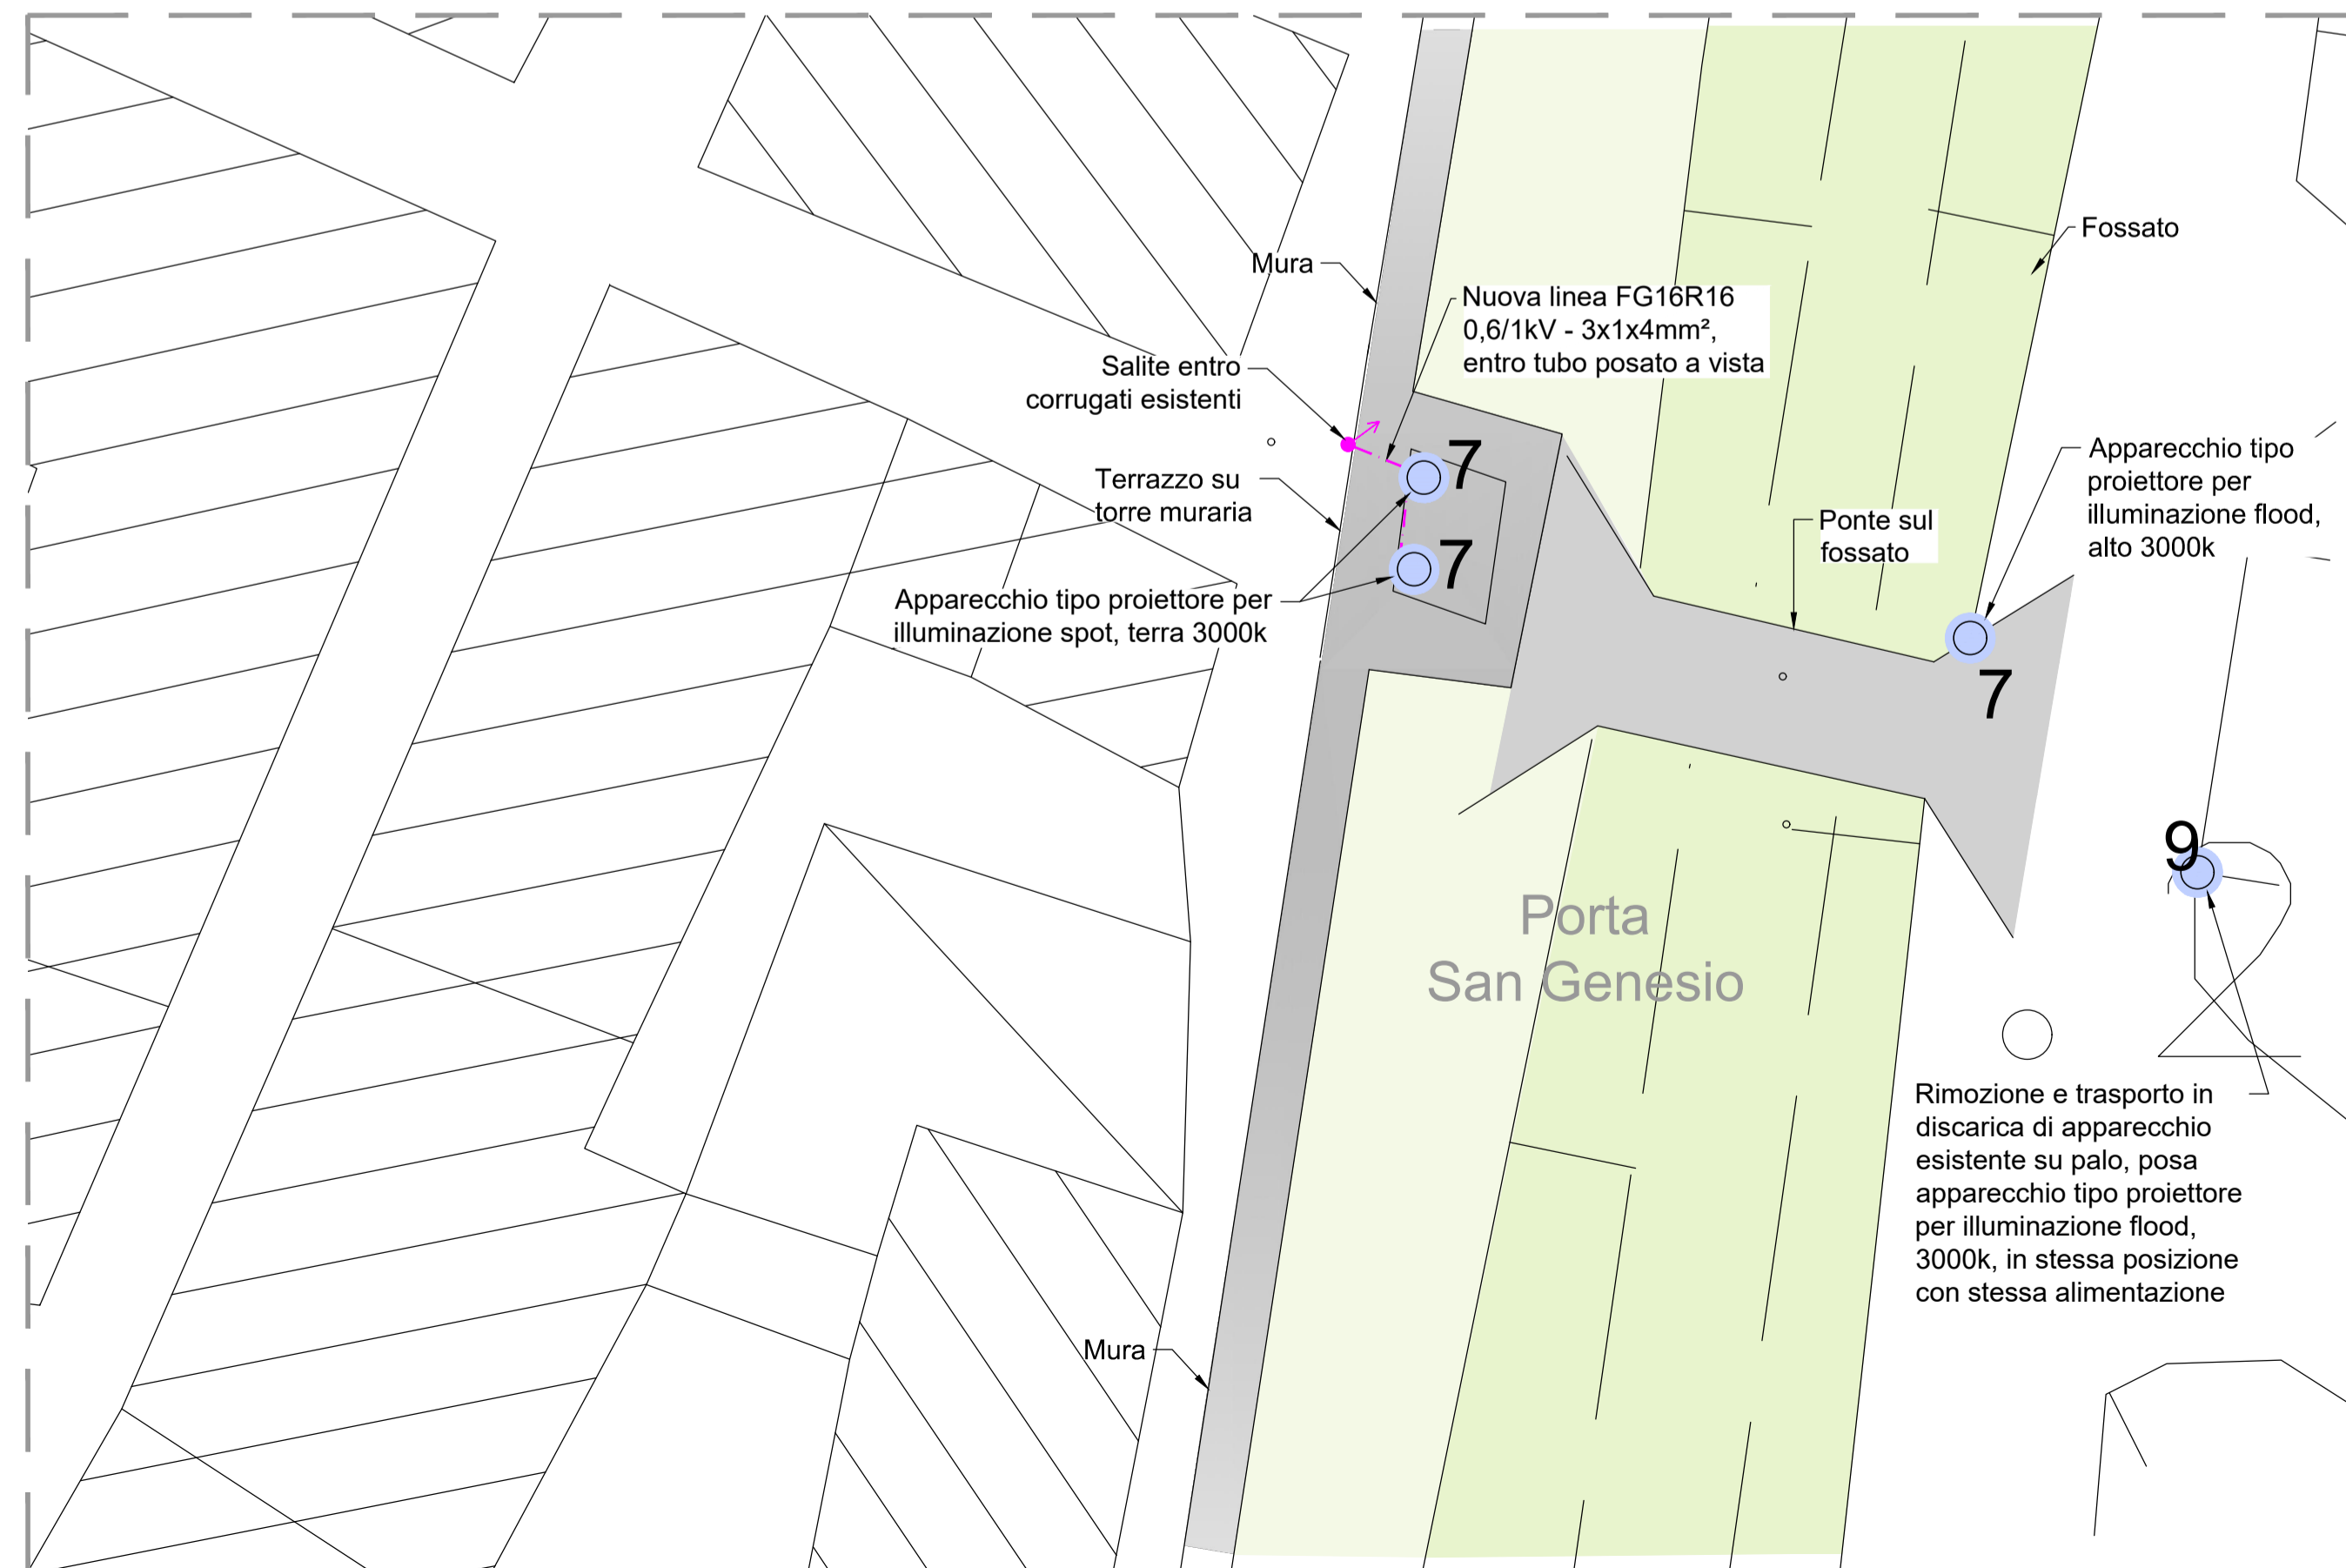 Fossato
Mura
Nuova linea FG16R16
0,6/1kV - 3x1x4mm²,
entro tubo posato a vista
Salite entro
corrugati esistenti
7
Apparecchio tipo
proiettore per
illuminazione flood,
alto 3000k
Terrazzo su
torre muraria
Ponte sul
fossato
7
Apparecchio tipo proiettore per
illuminazione spot, terra 3000k
7
9
Porta
San Genesio
Rimozione e trasporto in
discarica di apparecchio
esistente su palo, posa
apparecchio tipo proiettore
per illuminazione flood,
3000k, in stessa posizione
con stessa alimentazione
Mura